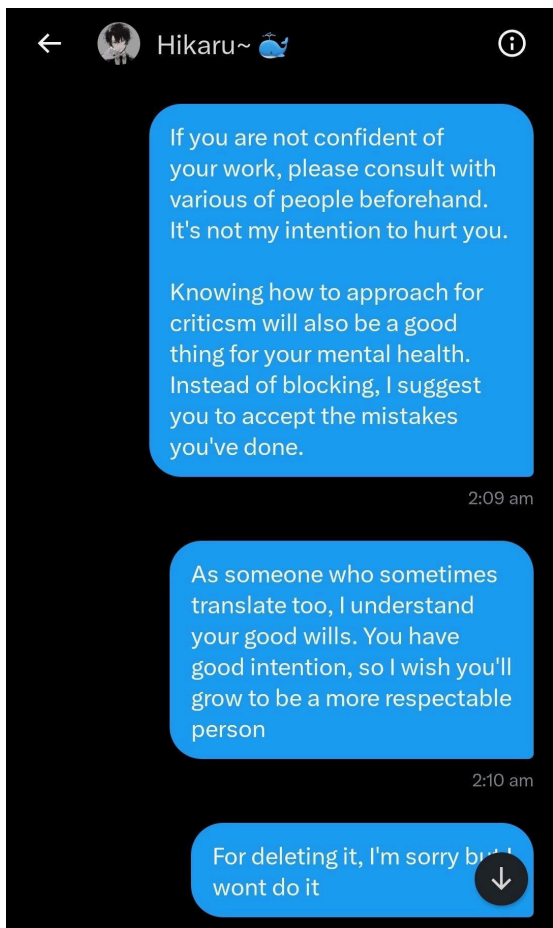 Hikaru~ 🐳
If you are not confident of
your work, please consult with
various of people beforehand.
It's not my intention to hurt you.
Knowing how to approach for
criticsm will also be a good
thing for your mental health.
Instead of blocking, I suggest
you to accept the mistakes
you've done.
2:09 am
As someone who sometimes
translate too, I understand
your good wills. You have
good intention, so I wish you'll
grow to be a more respectable
person
2:10 am
For deleting it, I'm sorry but I
wont do it